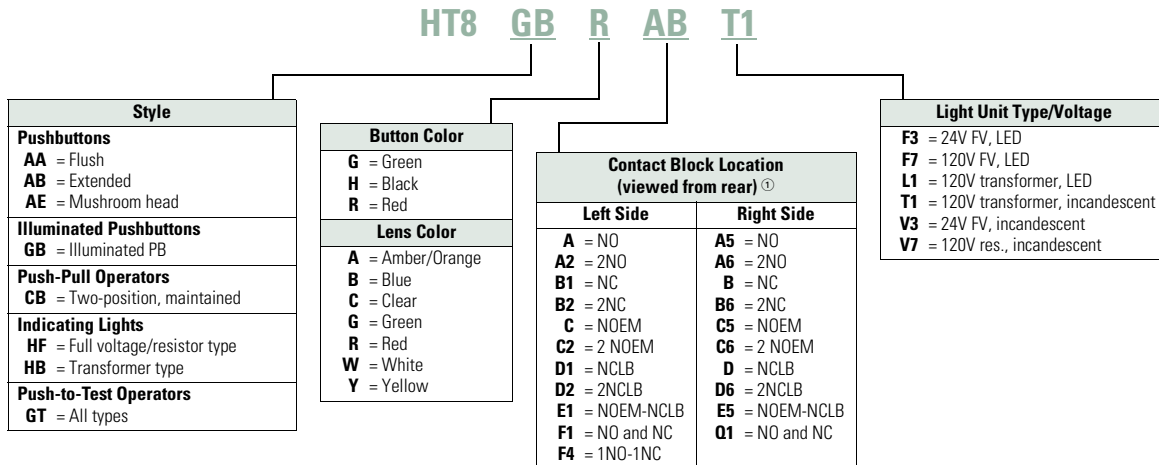 HT8 GB R AB T1
Style
Pushbuttons
AA = Flush
AB = Extended
AE = Mushroom head
Illuminated Pushbuttons
GB = Illuminated PB
Push-Pull Operators
CB = Two-position, maintained
Indicating Lights
HF = Full voltage/resistor type
HB = Transformer type
Push-to-Test Operators
GT = All types
Button Color
G = Green
H = Black
R = Red
Lens Color
A = Amber/Orange
B = Blue
C = Clear
G = Green
R = Red
W = White
Y = Yellow
Contact Block Location
(viewed from rear) ①
Left Side
A = NO
A2 = 2NO
B1 = NC
B2 = 2NC
C = NOEM
C2 = 2 NOEM
D1 = NCLB
D2 = 2NCLB
E1 = NOEM-NCLB
F1 = NO and NC
F4 = 1NO-1NC
Right Side
A5 = NO
A6 = 2NO
B = NC
B6 = 2NC
C5 = NOEM
C6 = 2 NOEM
D = NCLB
D6 = 2NCLB
E5 = NOEM-NCLB
Q1 = NO and NC
Light Unit Type/Voltage
F3 = 24V FV, LED
F7 = 120V FV, LED
L1 = 120V transformer, LED
T1 = 120V transformer, incandescent
V3 = 24V FV, incandescent
V7 = 120V res., incandescent